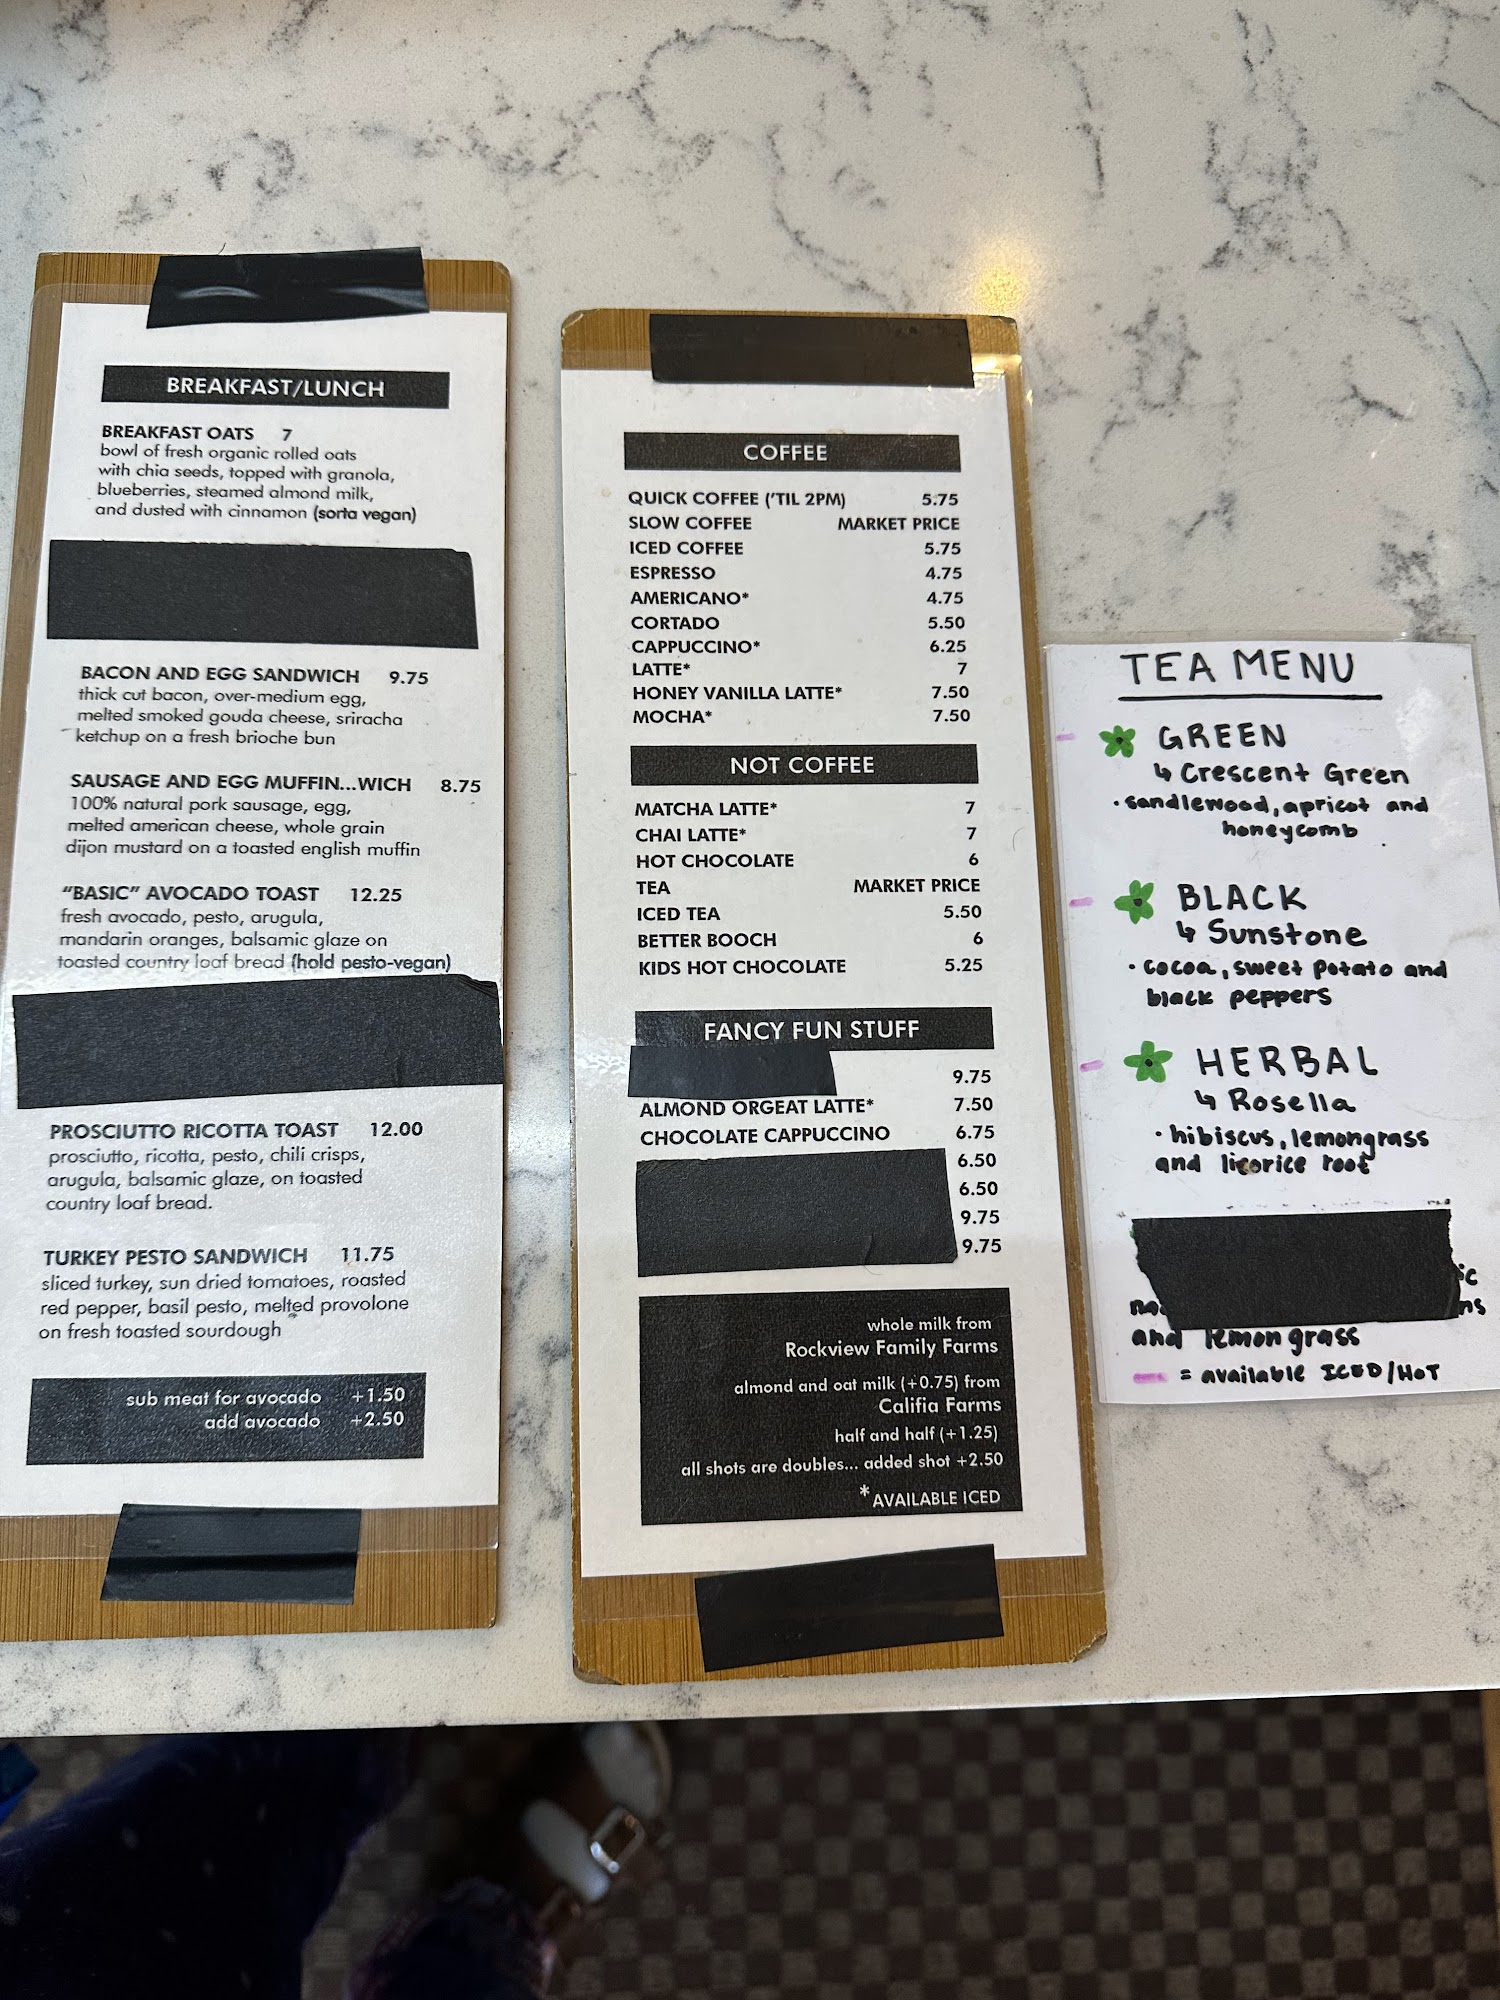 BREAKFAST/LUNCH
BREAKFAST OATS 7
bowl of fresh organic rolled oats
with chia seeds, topped with granola,
blueberries, steamed almond milk,
and dusted with cinnamon (sorta vegan)
BACON AND EGG SANDWICH 9.75
thick cut bacon, over-medium egg,
melted smoked gouda cheese, sriracha
ketchup on a fresh brioche bun
SAUSAGE AND EGG MUFFIN...WICH 8.75
100% natural pork sausage, egg,
melted american cheese, whole grain
dijon mustard on a toasted english muffin
"BASIC" AVOCADO TOAST 12.25
fresh avocado, pesto, arugula,
mandarin oranges, balsamic glaze on
toasted country loaf bread (hold pesto-vegan)
PROSCIUTTO RICOTTA TOAST 12.00
prosciutto, ricotta, pesto, chili crisps,
arugula, balsamic glaze, on toasted
country loaf bread.
TURKEY PESTO SANDWICH 11.75
sliced turkey, sun dried tomatoes, roasted
red pepper, basil pesto, melted provolone
on fresh toasted sourdough
sub meat for avocado +1.50
add avocado +2.50
COFFEE
QUICK COFFEE ('TIL 2PM) 5.75
SLOW COFFEE MARKET PRICE
ICED COFFEE 5.75
ESPRESSO 4.75
AMERICANO* 4.75
CORTADO 5.50
CAPPUCCINO* 6.25
LATTE* 7
HONEY VANILLA LATTE* 7.50
MOCHA* 7.50
NOT COFFEE
MATCHA LATTE* 7
CHAI LATTE* 7
HOT CHOCOLATE 6
TEA MARKET PRICE
ICED TEA 5.50
BETTER BOOCH 6
KIDS HOT CHOCOLATE 5.25
FANCY FUN STUFF
9.75
ALMOND ORGEAT LATTE* 7.50
CHOCOLATE CAPPUCCINO 6.75
6.50
6.50
9.75
9.75
whole milk from
Rockview Family Farms
almond and oat milk (+0.75) from
Califia Farms
half and half (+1.25)
all shots are doubles... added shot +2.50
*AVAILABLE ICED
TEA MENU
GREEN
↳ Crescent Green
• sandlewood, apricot and
honeycomb
BLACK
↳ Sunstone
• cocoa, sweet potato and
black peppers
HERBAL
↳ Rosella
• hibiscus, lemongrass
and licorice root
and lemongrass
= available ICED/HOT